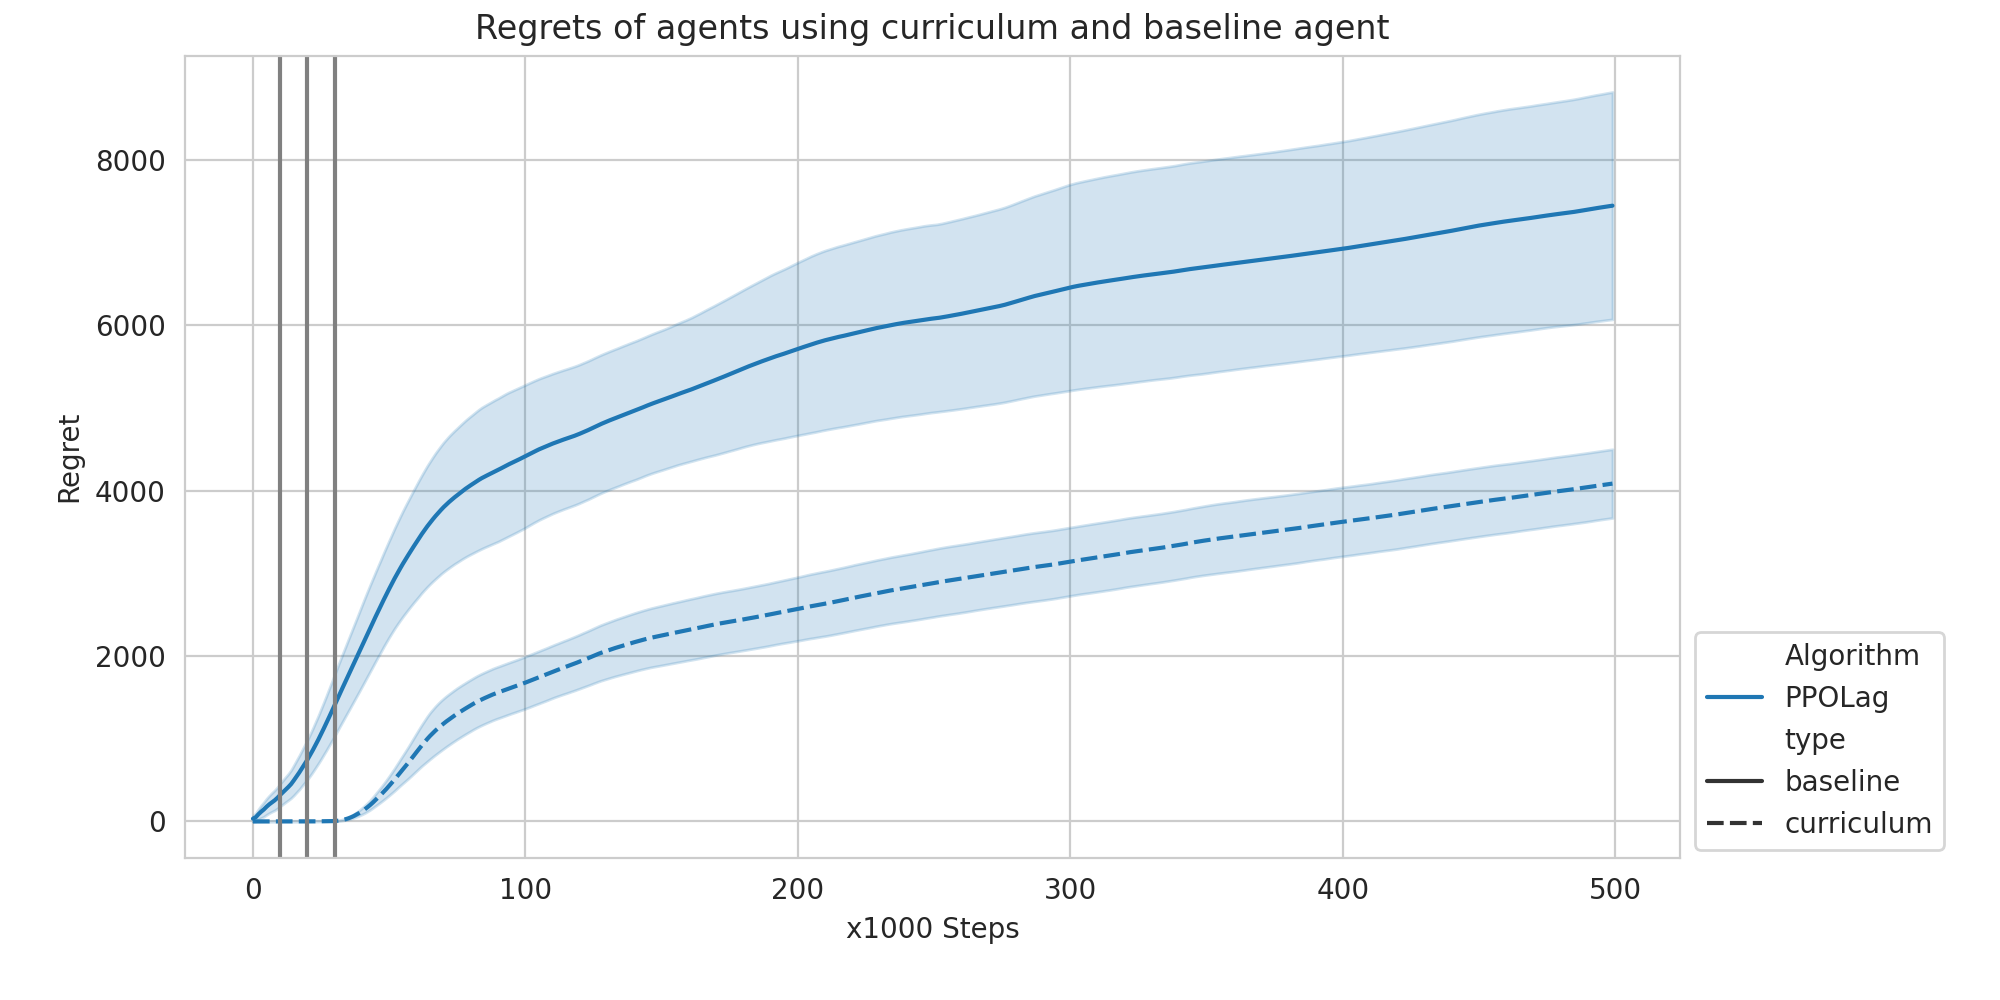 Regrets of agents using curriculum and baseline agent
8000
6000
4000
2000
0
Regret
0 100 200 300 400 500
x1000 Steps
Algorithm
PPOLag
type
baseline
curriculum